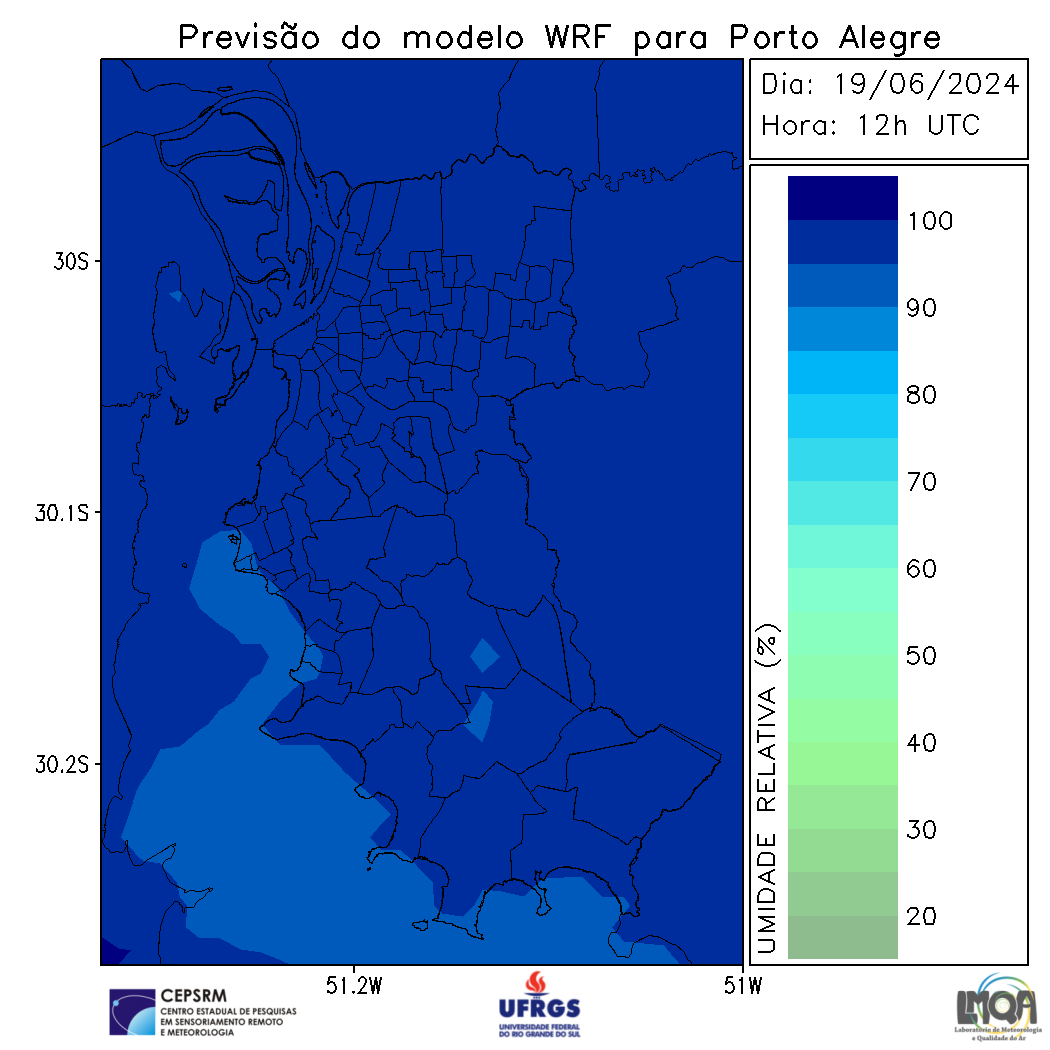 Previsão do modelo WRF para Porto Alegre
Dia: 19/06/2024
Hora: 12h UTC
100
90
80
70
60
50
40
30
20
UMIDADE RELATIVA (%)
30S
30.1S
30.2S
51.2W
51W
CEPSRM
CENTRO ESTADUAL DE PESQUISAS
EM SENSORIAMENTO REMOTO
E METEOROLOGIA
UFRGS
UNIVERSIDADE FEDERAL
DO RIO GRANDE DO SUL
LMQA
Laboratório de Meteorologia
e Qualidade do Ar